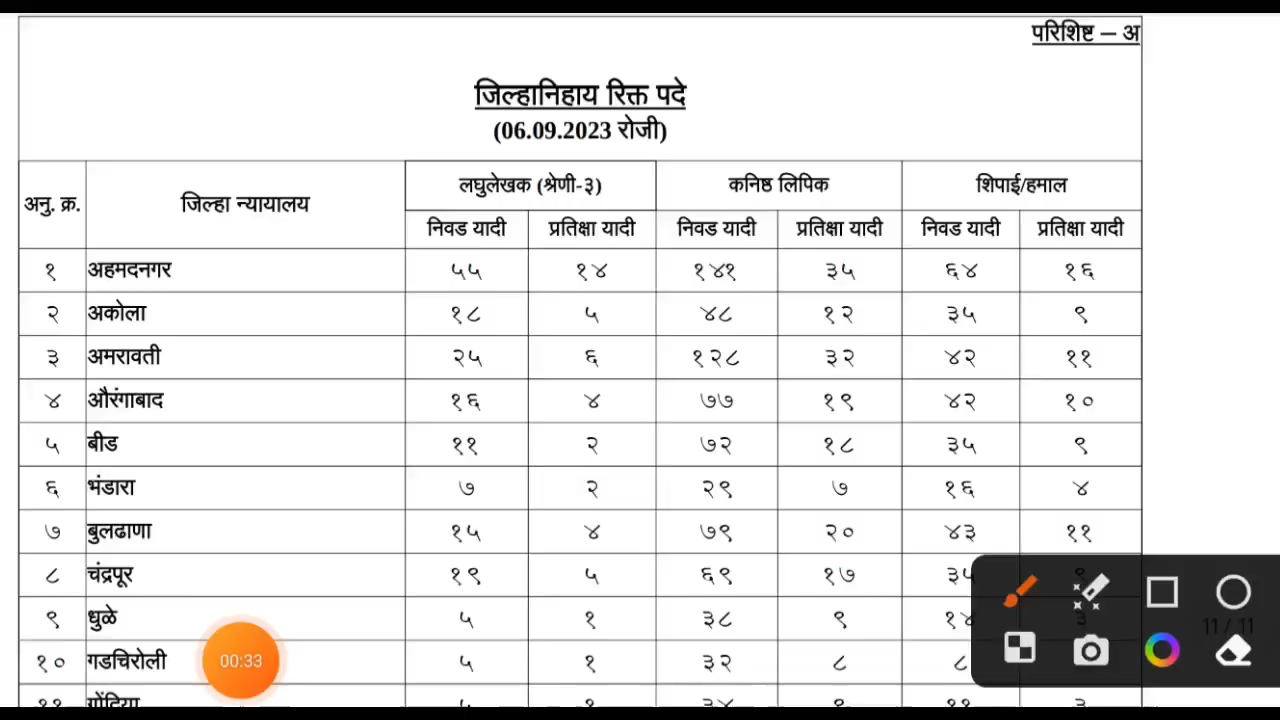 परिशिष्ट – अ
जिल्हानिहाय रिक्त पदे
(06.09.2023 रोजी)
अनु. क्र. जिल्हा न्यायालय लघुलेखक (श्रेणी-३) कनिष्ठ लिपिक शिपाई/हमाल
निवड यादी प्रतिक्षा यादी निवड यादी प्रतिक्षा यादी निवड यादी प्रतिक्षा यादी
१ अहमदनगर ५५ १४ १४१ ३५ ६४ १६
२ अकोला १८ ५ ४८ १२ ३५ ९
३ अमरावती २५ ६ १२८ ३२ ४२ ११
४ औरंगाबाद १६ ४ ७७ १९ ४२ १०
५ बीड ११ २ ७२ १८ ३५ ९
६ भंडारा ७ २ २९ ७ १६ ४
७ बुलढाणा १५ ४ ७९ २० ४३ ११
८ चंद्रपूर १९ ५ ६९ १७ ३५ ९
९ धुळे ५ १ ३८ ९ १४ ३
11 / 11
१० गडचिरोली ५ १ ३२ ८ ८
00:33
११ गोंदिया ५ १ ३४ ९ ११ ३